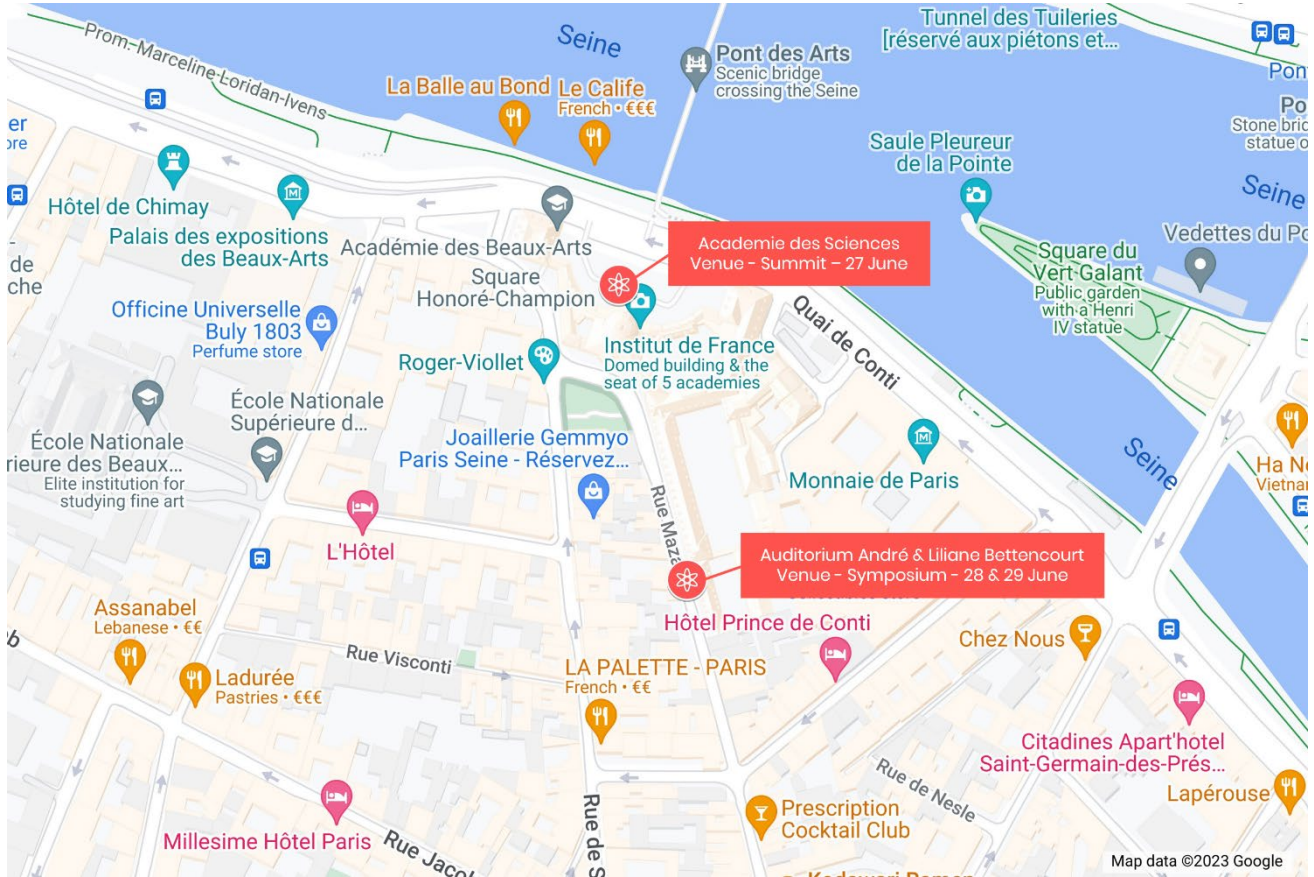 Tunnel des Tuileries
[réservé aux piétons et...
Seine
Prom.-Marceline-Loridan-Ivens
Pont des Arts
Scenic bridge
crossing the Seine
La Balle au Bond
Le Calife
French • €€€
Stone
statue
Saule Pleureur
de la Pointe
Seine
Hôtel de Chimay
Palais des expositions
des Beaux-Arts
Académie des Beaux-Arts
Academie des Sciences
Venue - Summit – 27 June
Square du
Vert Galant
Public garden
with a Henri
IV statue
Vedettes du
Square
Honoré-Champion
Officine Universelle
Buly 1803
Perfume store
Quai de Conti
Roger-Viollet
Institut de France
Domed building & the
seat of 5 academies
École Nationale
Supérieure d...
École Nationale
rieure des Beaux...
Elite institution for
studying fine art
Joaillerie Gemmyo
Paris Seine - Réservez...
Monnaie de Paris
Seine
Rue
L'Hôtel
Auditorium André & Liliane Bettencourt
Venue - Symposium - 28 & 29 June
Assanabel
Lebanese • €€
Hôtel Prince de Conti
Chez Nous
Rue Visconti
LA PALETTE - PARIS
French • €€
Ladurée
Pastries • €€€
Citadines Apart'hotel
Saint-Germain-des-Prés...
Rue de Nesle
Lapérouse
Prescription
Cocktail Club
Millesime Hôtel Paris
Rue
Rue de
Map data ©2023 Google